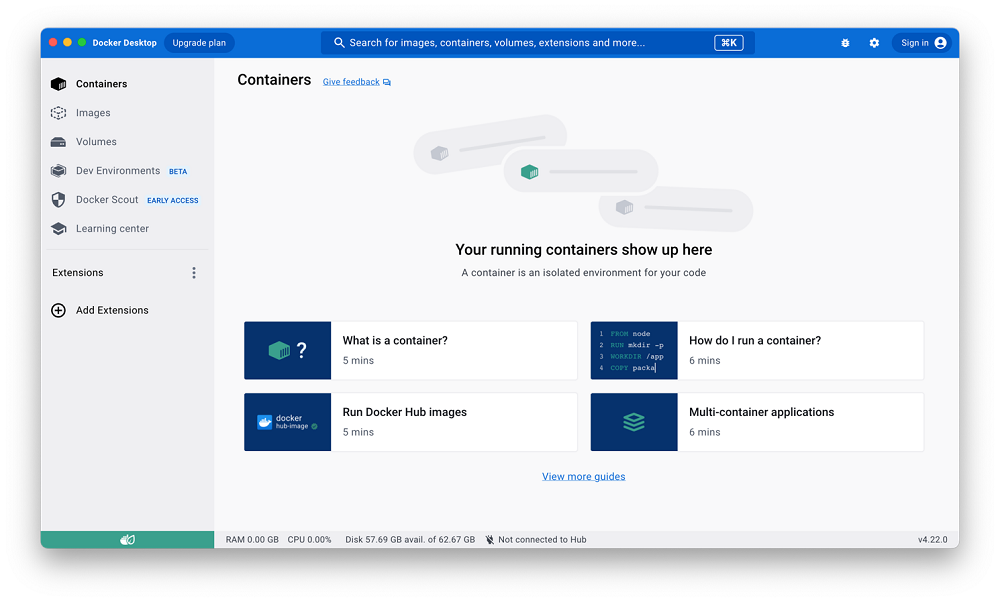 Docker Desktop
Upgrade plan
Search for images, containers, volumes, extensions and more...
⌘K
Sign in
Containers
Images
Volumes
Dev Environments BETA
Docker Scout EARLY ACCESS
Learning center
Extensions
Add Extensions
Containers
Give feedback
Your running containers show up here
A container is an isolated environment for your code
?
What is a container?
5 mins
1 FROM node
2 RUN mkdir -p
3 WORKDIR /app
4 COPY packa
How do I run a container?
6 mins
docker
hub-image
Run Docker Hub images
5 mins
Multi-container applications
6 mins
View more guides
RAM 0.00 GB CPU 0.00% Disk 57.69 GB avail. of 62.67 GB Not connected to Hub
v4.22.0